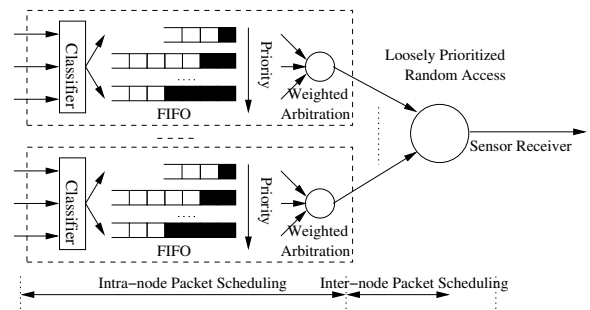 Classifier
....
FIFO
Priority
Weighted
Arbitration
Loosely Prioritized
Random Access
Sensor Receiver
Classifier
....
FIFO
Priority
Weighted
Arbitration
Intra-node Packet Scheduling
Inter-node Packet Scheduling